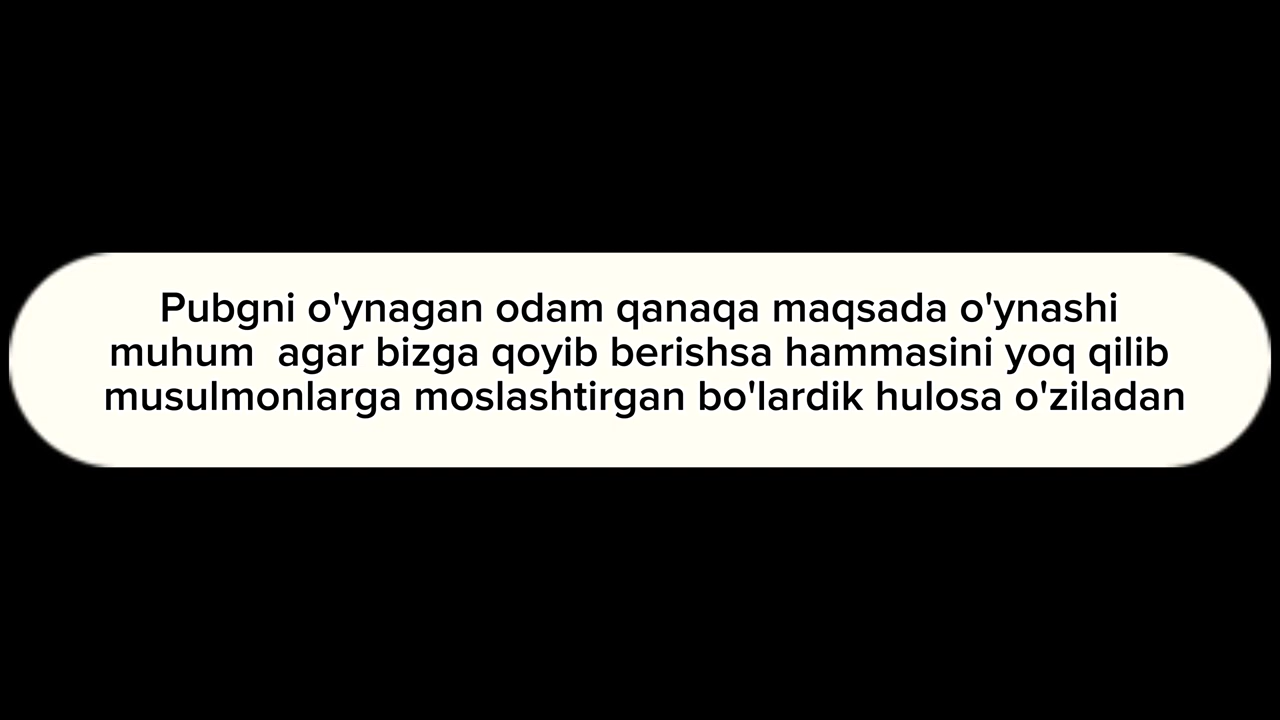 Pubgni o'ynagan odam qanaqa maqsada o'ynashi
muhum  agar bizga qoyib berishsa hammasini yoq qilib
musulmonlarga moslashtirgan bo'lardik hulosa o'ziladan